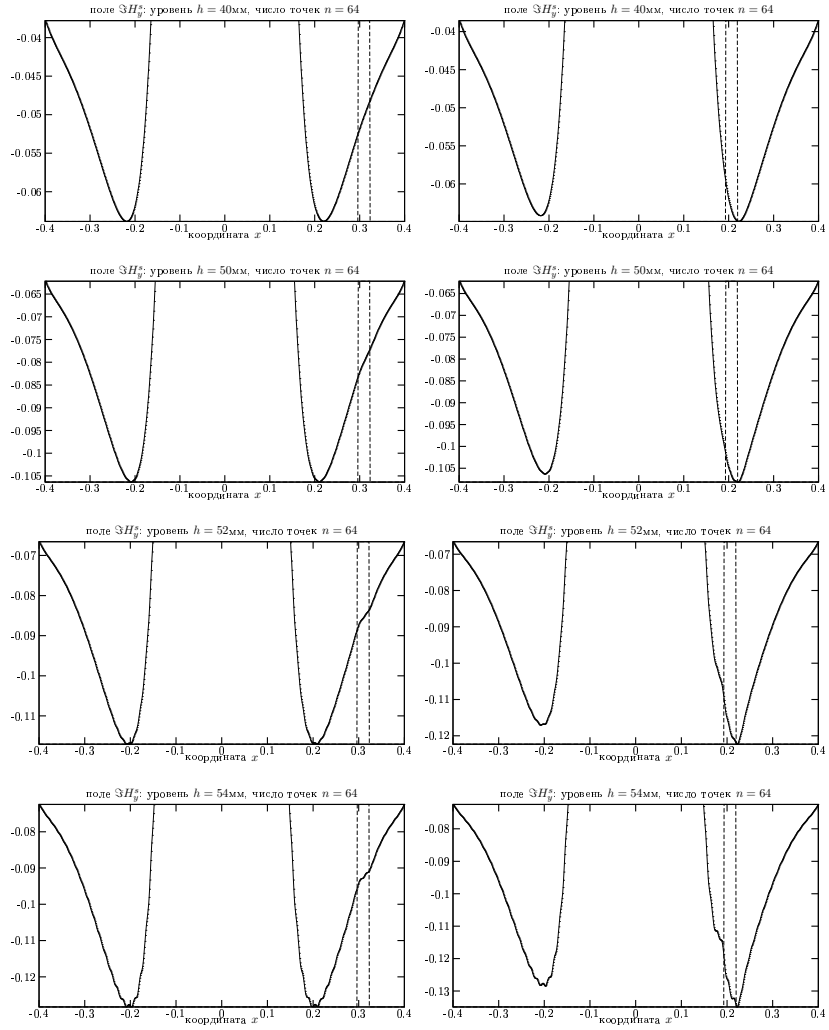 поле ℑH_y^s: уровень h = 40мм, число точек n = 64
-0.04
-0.045
-0.05
-0.055
-0.06
-0.4 -0.3 -0.2 -0.1 0 0.1 0.2 0.3 0.4
координата x
поле ℑH_y^s: уровень h = 40мм, число точек n = 64
-0.04
-0.045
-0.05
-0.055
-0.06
-0.4 -0.3 -0.2 -0.1 0 0.1 0.2 0.3 0.4
координата x
поле ℑH_y^s: уровень h = 50мм, число точек n = 64
-0.065
-0.07
-0.075
-0.08
-0.085
-0.09
-0.095
-0.1
-0.105
-0.4 -0.3 -0.2 -0.1 0 0.1 0.2 0.3 0.4
координата x
поле ℑH_y^s: уровень h = 50мм, число точек n = 64
-0.065
-0.07
-0.075
-0.08
-0.085
-0.09
-0.095
-0.1
-0.105
-0.4 -0.3 -0.2 -0.1 0 0.1 0.2 0.3 0.4
координата x
поле ℑH_y^s: уровень h = 52мм, число точек n = 64
-0.07
-0.08
-0.09
-0.1
-0.11
-0.4 -0.3 -0.2 -0.1 0 0.1 0.2 0.3 0.4
координата x
поле ℑH_y^s: уровень h = 52мм, число точек n = 64
-0.07
-0.08
-0.09
-0.1
-0.11
-0.12
-0.4 -0.3 -0.2 -0.1 0 0.1 0.2 0.3 0.4
координата x
поле ℑH_y^s: уровень h = 54мм, число точек n = 64
-0.08
-0.09
-0.1
-0.11
-0.12
-0.4 -0.3 -0.2 -0.1 0 0.1 0.2 0.3 0.4
координата x
поле ℑH_y^s: уровень h = 54мм, число точек n = 64
-0.08
-0.09
-0.1
-0.11
-0.12
-0.13
-0.4 -0.3 -0.2 -0.1 0 0.1 0.2 0.3 0.4
координата x